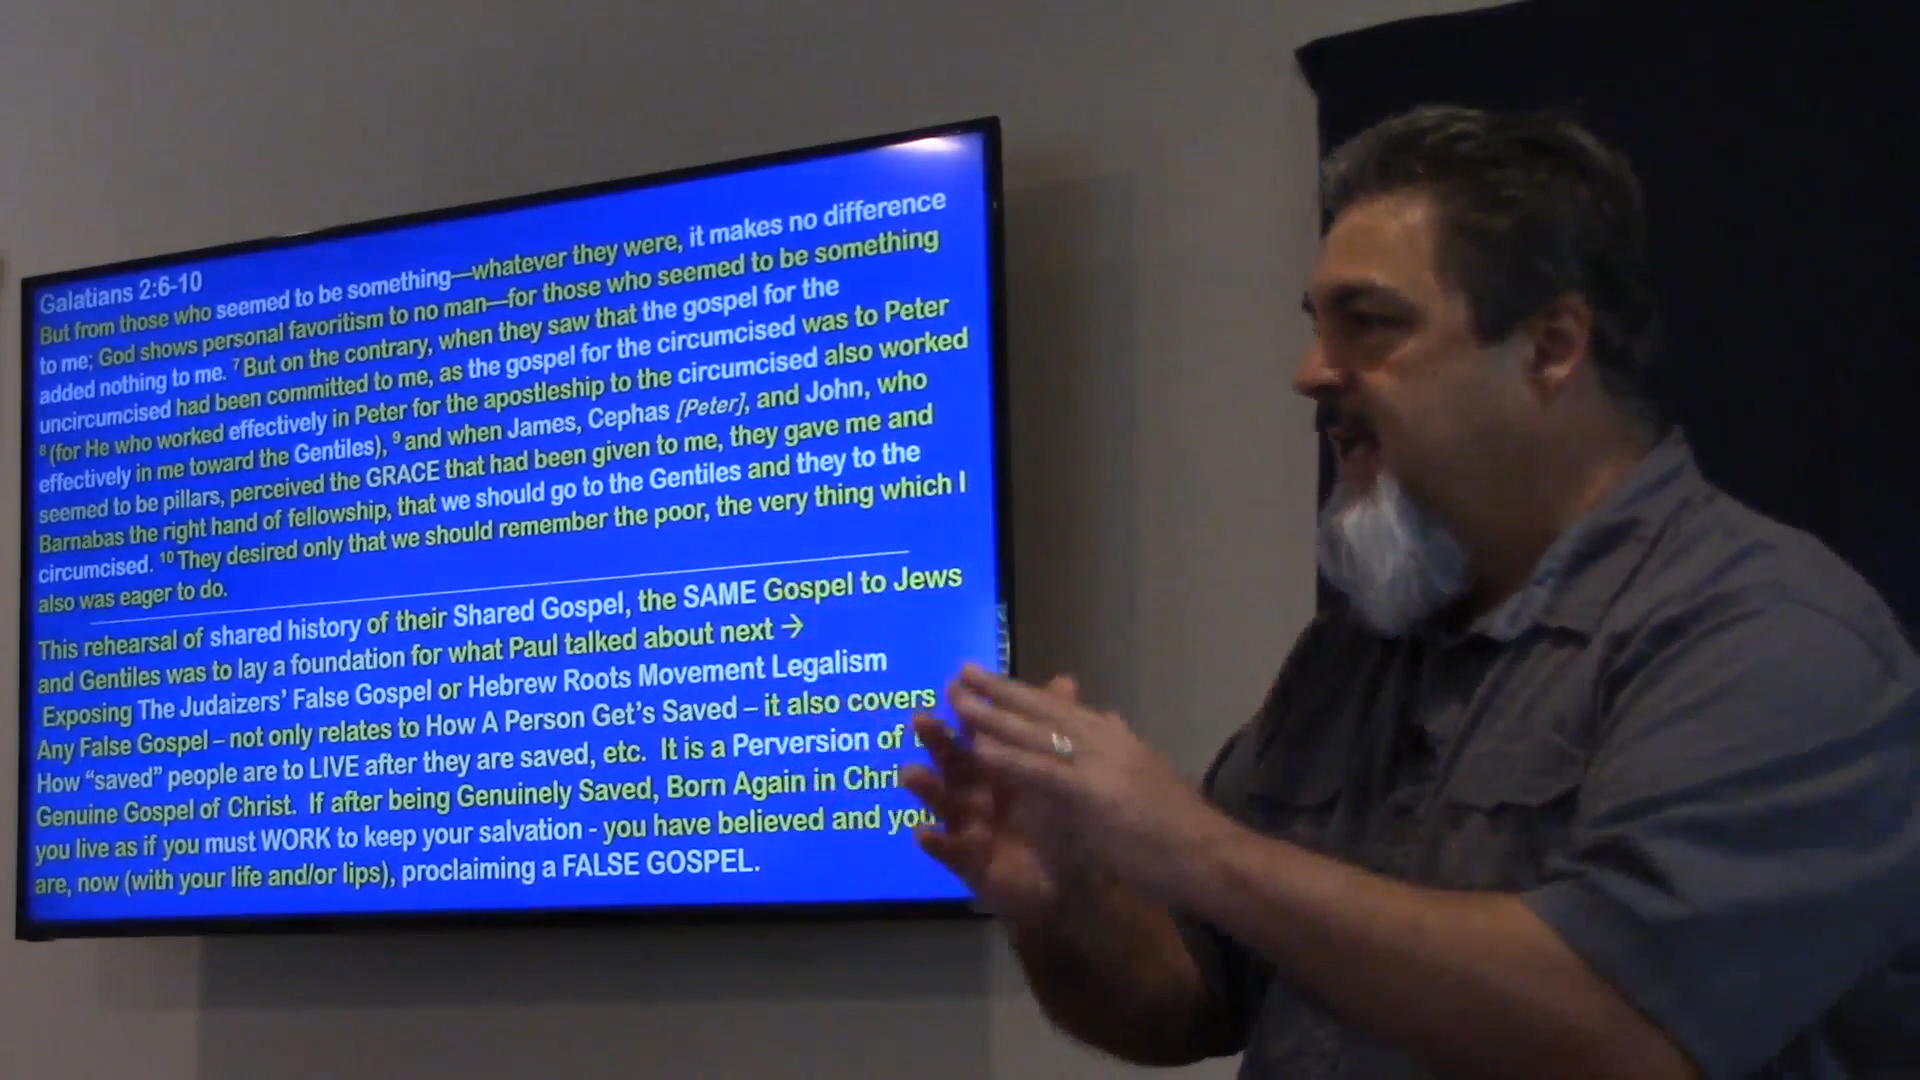 Galatians 2:6-10
But from those who seemed to be something—whatever they were, it makes no difference
to me; God shows personal favoritism to no man—for those who seemed to be something
added nothing to me. 7 But on the contrary, when they saw that the gospel for the
uncircumcised had been committed to me, as the gospel for the circumcised was to Peter
8 (for He who worked effectively in Peter for the apostleship to the circumcised also worked
effectively in me toward the Gentiles), 9 and when James, Cephas [Peter], and John, who
seemed to be pillars, perceived the GRACE that had been given to me, they gave me and
Barnabas the right hand of fellowship, that we should go to the Gentiles and they to the
circumcised. 10 They desired only that we should remember the poor, the very thing which I
also was eager to do.
This rehearsal of shared history of their Shared Gospel, the SAME Gospel to Jews
and Gentiles was to lay a foundation for what Paul talked about next →
Exposing The Judaizers' False Gospel or Hebrew Roots Movement Legalism
Any False Gospel – not only relates to How A Person Get's Saved – it also covers
How "saved" people are to LIVE after they are saved, etc. It is a Perversion of
Genuine Gospel of Christ. If after being Genuinely Saved, Born Again in Chri
you live as if you must WORK to keep your salvation - you have believed and you
are, now (with your life and/or lips), proclaiming a FALSE GOSPEL.